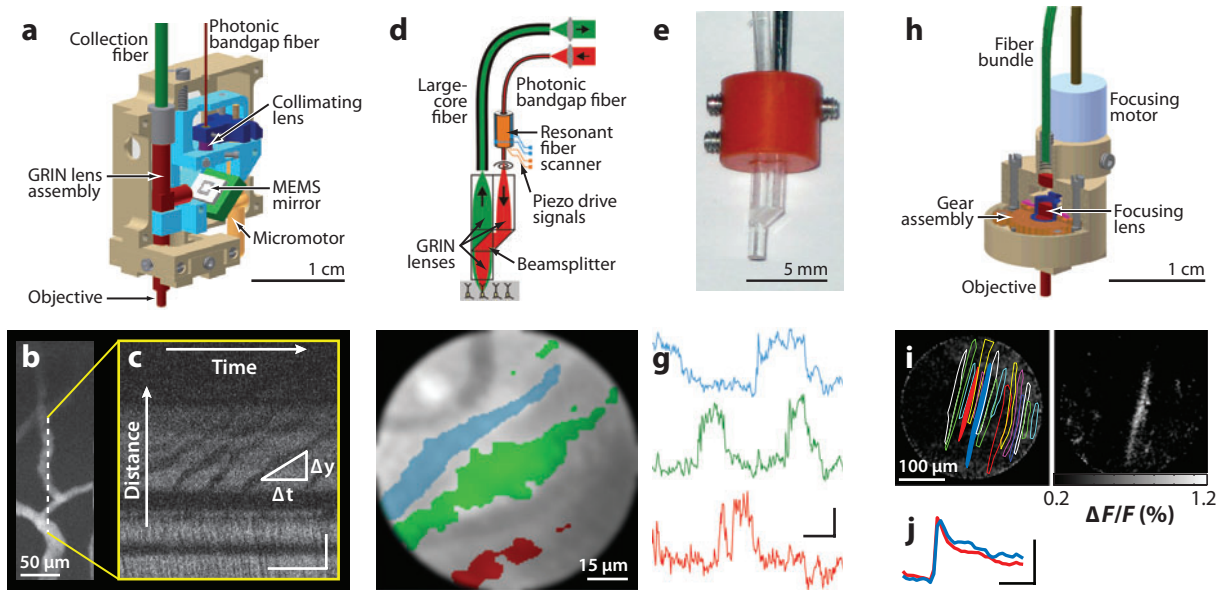 a
Collection
fiber
Photonic
bandgap fiber
Collimating
lens
GRIN lens
assembly
MEMS
mirror
Micromotor
1 cm
Objective
d
Large-
core
fiber
Photonic
bandgap fiber
Resonant
fiber
scanner
Piezo drive
signals
GRIN
lenses
Beamsplitter
e
5 mm
h
Fiber
bundle
Focusing
motor
Gear
assembly
Focusing
lens
1 cm
Objective
b
50 µm
c
Time
Distance
Δy
Δt
15 µm
g
i
100 µm
0.2
1.2
ΔF/F (%)
j